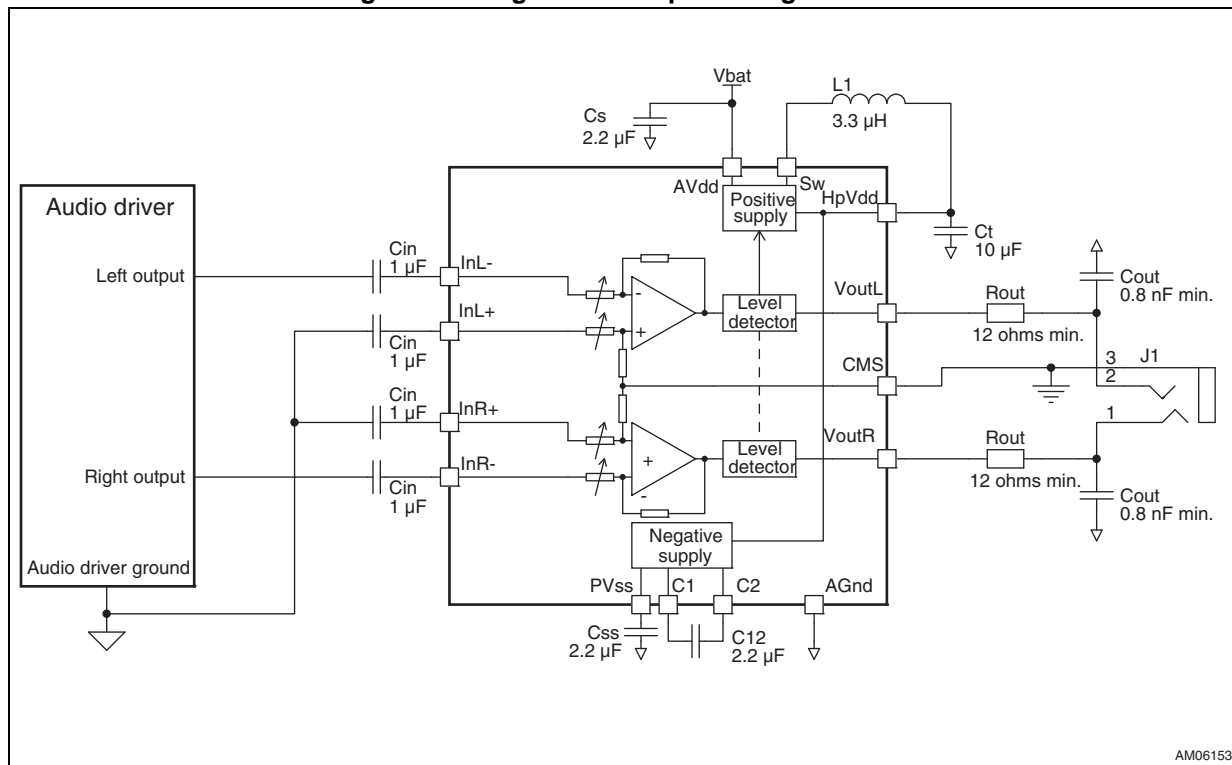 Vbat
L1
Cs
2.2 µF
3.3 µH
AVdd
Sw
HpVdd
Positive
supply
Ct
10 µF
Audio driver
Left output
Cin
1 µF
InL-
InL+
Cin
1 µF
-
+
Level
detector
VoutL
Rout
12 ohms min.
Cout
0.8 nF min.
CMS
3
2
J1
1
Cin
1 µF
InR+
Right output
Cin
1 µF
InR-
+
-
Level
detector
VoutR
Rout
12 ohms min.
Cout
0.8 nF min.
Negative
supply
Audio driver ground
PVss
C1
C2
AGnd
Css
2.2 µF
C12
2.2 µF
AM06153